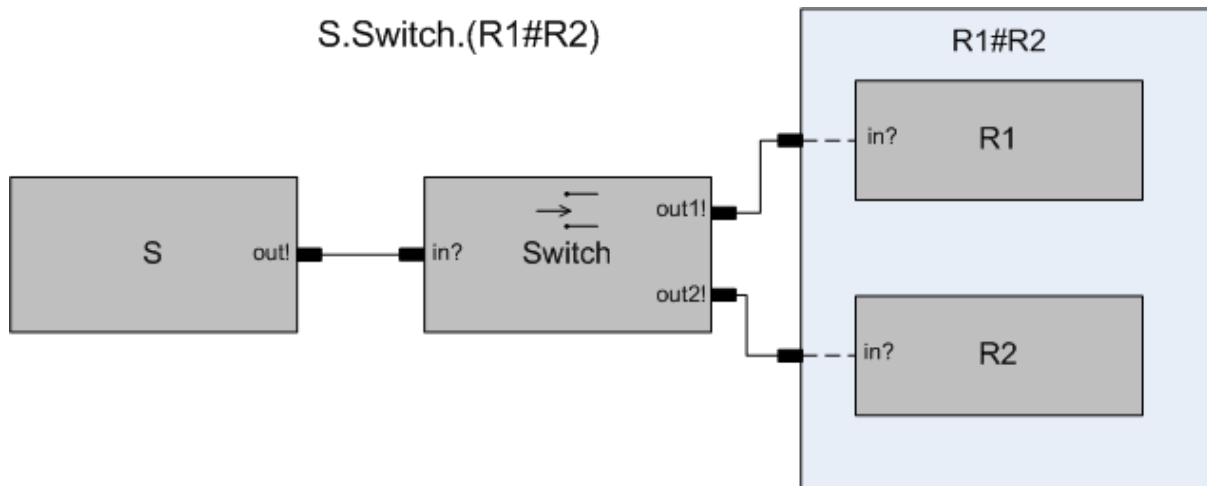 S.Switch.(R1#R2)
R1#R2
in?
R1
S
out!
in?
Switch
out1!
out2!
in?
R2